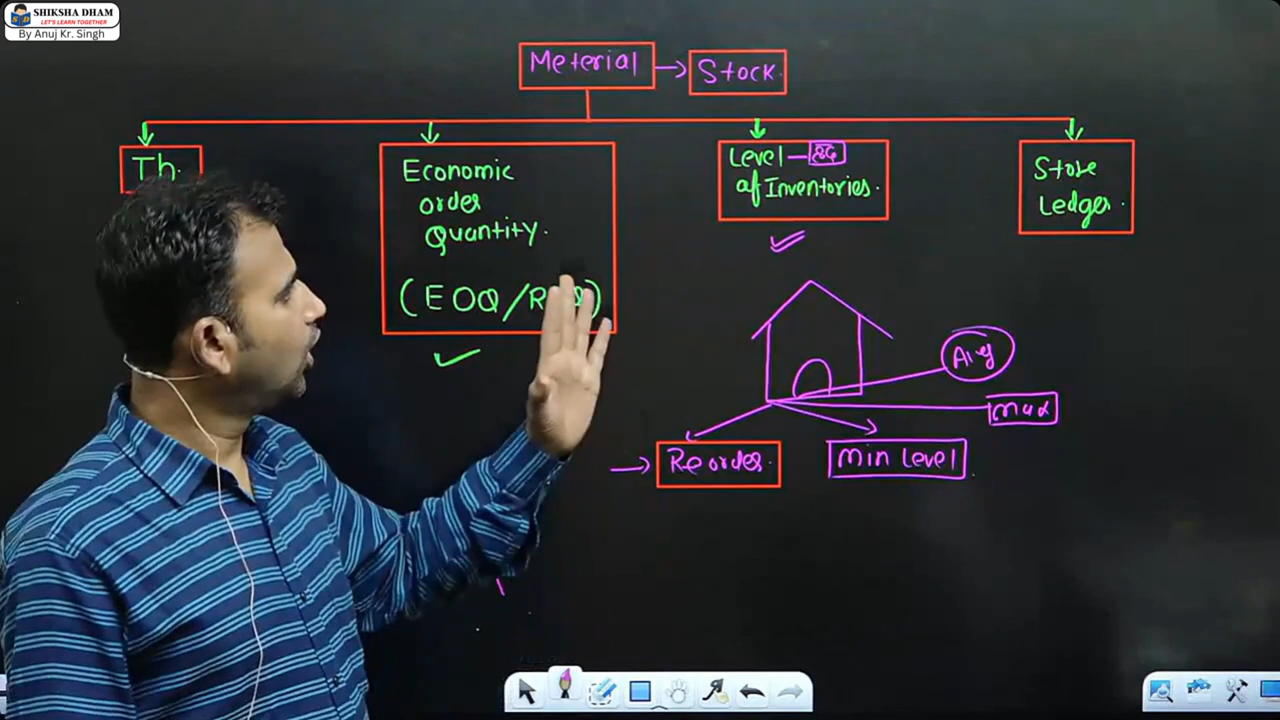 SHIKSHA DHAM
LET'S LEARN TOGETHER
By Anuj Kr. Singh
Meterial
Stock.
Th.
Economic
order
Quantity.
(EOQ/
Level
of Inventories.
Store
Ledger.
Avg
max
Reorder.
Min Level